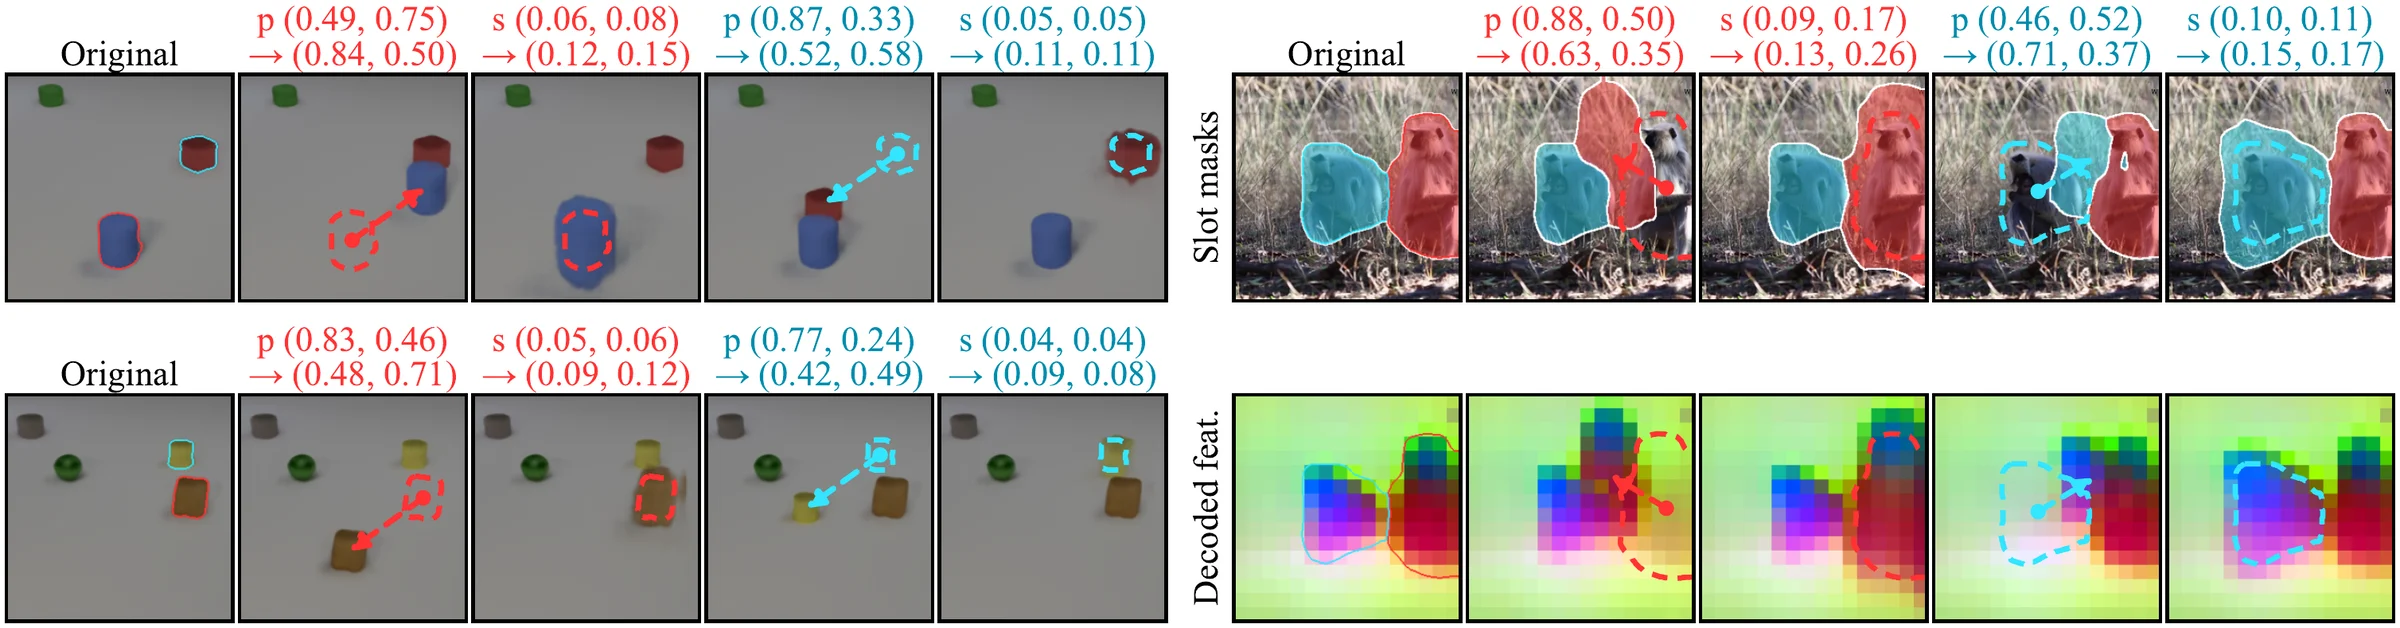 Original
p (0.49, 0.75)
→ (0.84, 0.50)
s (0.06, 0.08)
→ (0.12, 0.15)
p (0.87, 0.33)
→ (0.52, 0.58)
s (0.05, 0.05)
→ (0.11, 0.11)
Original
p (0.83, 0.46)
→ (0.48, 0.71)
s (0.05, 0.06)
→ (0.09, 0.12)
p (0.77, 0.24)
→ (0.42, 0.49)
s (0.04, 0.04)
→ (0.09, 0.08)
Slot masks
Original
p (0.88, 0.50)
→ (0.63, 0.35)
s (0.09, 0.17)
→ (0.13, 0.26)
p (0.46, 0.52)
→ (0.71, 0.37)
s (0.10, 0.11)
→ (0.15, 0.17)
Decoded feat.